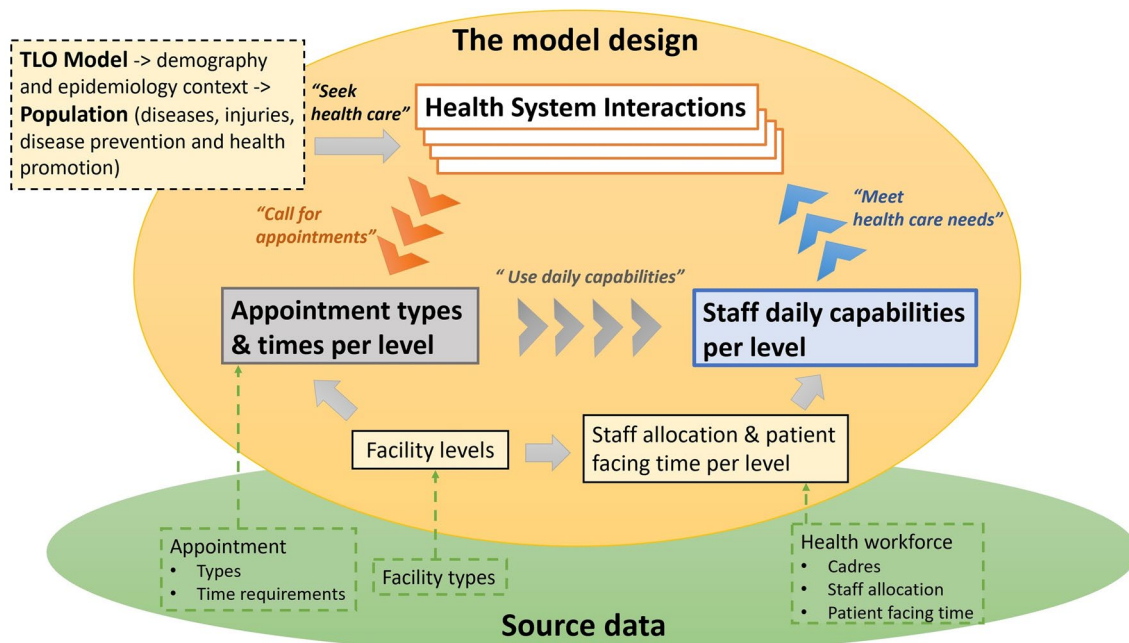 The model design
TLO Model -> demography
and epidemiology context ->
Population (diseases, injuries,
disease prevention and health
promotion)
“Seek
health care”
Health System Interactions
“Call for
appointments”
“Meet
health care needs”
“ Use daily capabilities”
Appointment types
& times per level
Staff daily capabilities
per level
Facility levels
Staff allocation & patient
facing time per level
Appointment
• Types
• Time requirements
Facility types
Health workforce
• Cadres
• Staff allocation
• Patient facing time
Source data